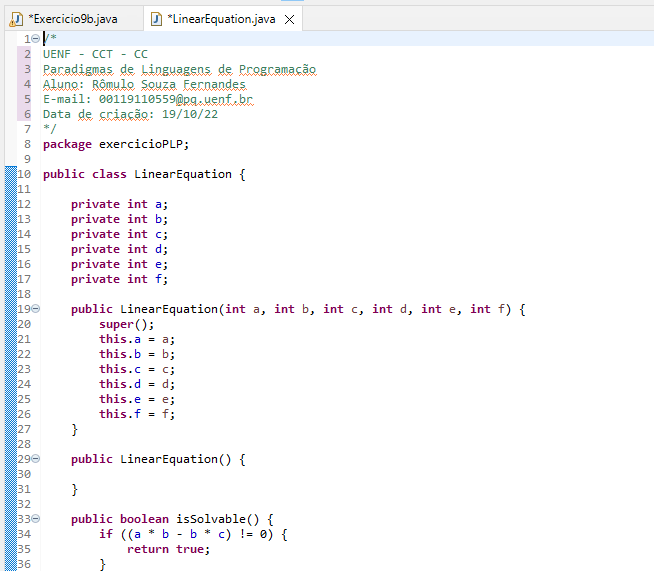 *Exercicio9b.java *LinearEquation.java
1 /*
2 UENF - CCT - CC
3 Paradigmas de Linguagens de Programação
4 Aluno: Rômulo Souza Fernandes
5 E-mail: 00119110559@pq.uenf.br
6 Data de criação: 19/10/22
7 */
8 package exercicioPLP;
9
10 public class LinearEquation {
11
12 private int a;
13 private int b;
14 private int c;
15 private int d;
16 private int e;
17 private int f;
18
19 public LinearEquation(int a, int b, int c, int d, int e, int f) {
20 super();
21 this.a = a;
22 this.b = b;
23 this.c = c;
24 this.d = d;
25 this.e = e;
26 this.f = f;
27 }
28
29 public LinearEquation() {
30
31 }
32
33 public boolean isSolvable() {
34 if ((a * b - b * c) != 0) {
35 return true;
36 }